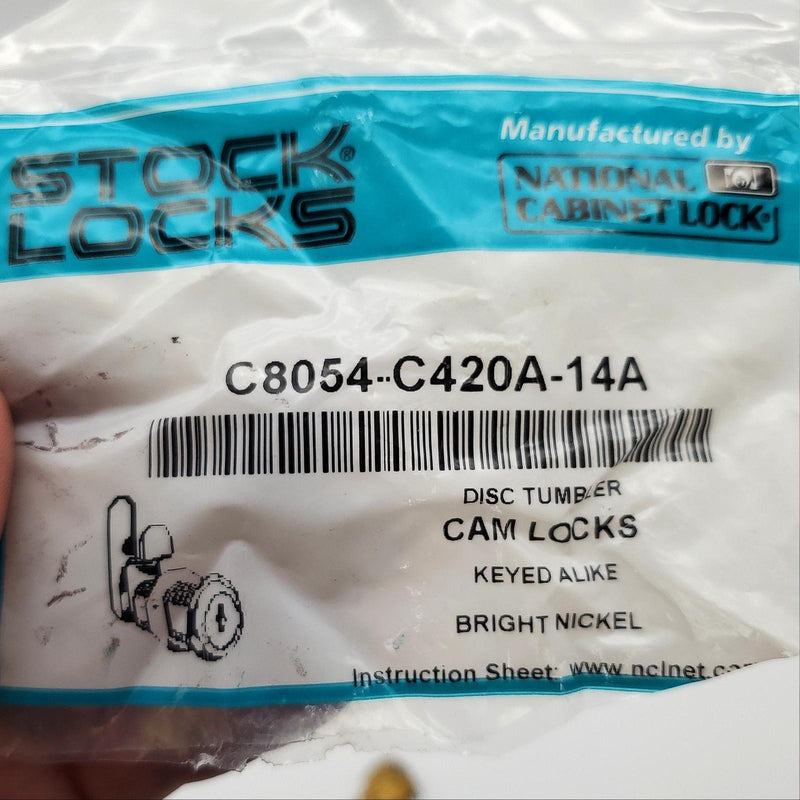 STOCK®
LOCKS
Manufactured by
NATIONAL
CABINET LOCK®
C8054-C420A-14A
DISC TUMBLER
CAM LOCKS
KEYED ALIKE
BRIGHT NICKEL
Instruction Sheet: www.nclnet.com